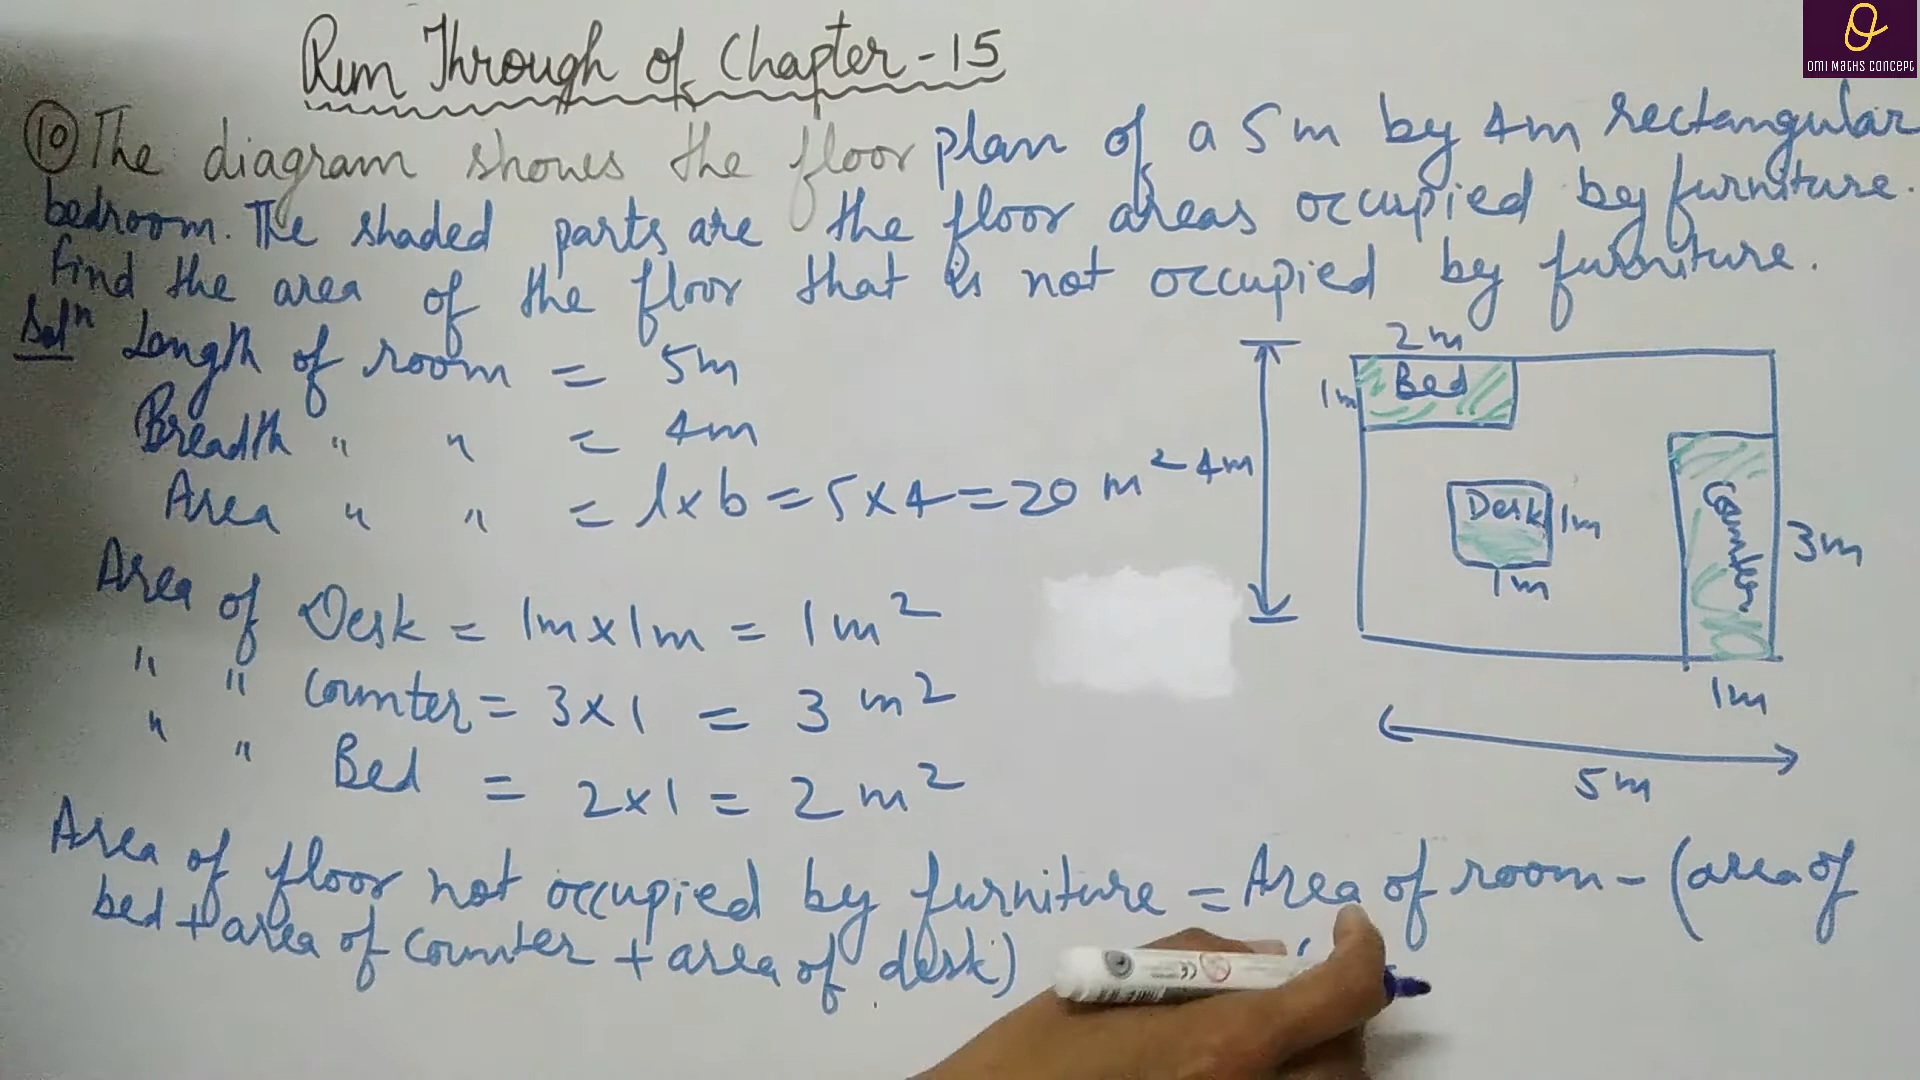 Run Through of Chapter-15
⑩ The diagram shows the floor plan of a 5m by 4m rectangular
bedroom. The shaded parts are the floor areas occupied by furniture.
Find the area of the floor that is not occupied by furniture.
Solⁿ Length of room = 5m
Breadth " " = 4m
Area " " = l×b = 5×4 = 20 m²
Area of Desk = 1m×1m = 1m²
" " Counter = 3×1 = 3 m²
" " Bed = 2×1 = 2 m²
Area of floor not occupied by furniture = Area of room - (area of
bed + area of counter + area of desk)
2m
1m
Bed
4m
Desk
1m
1m
Counter
3m
1m
5m
OMI MATHS CONCEPT